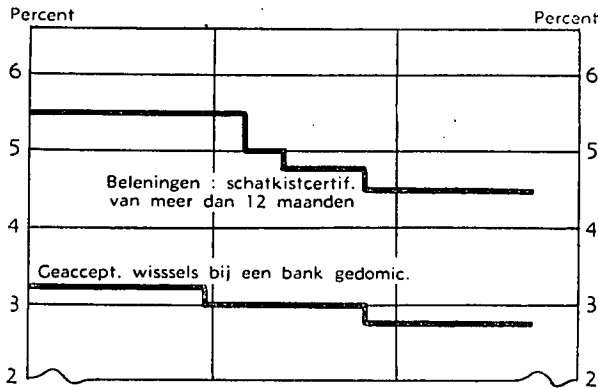 Percent Percent
6 6
5 5
Beleningen : schatkistcertif.
van meer dan 12 maanden
4 4
Geaccept. wisssels bij een bank gedomic.
3 3
2 2